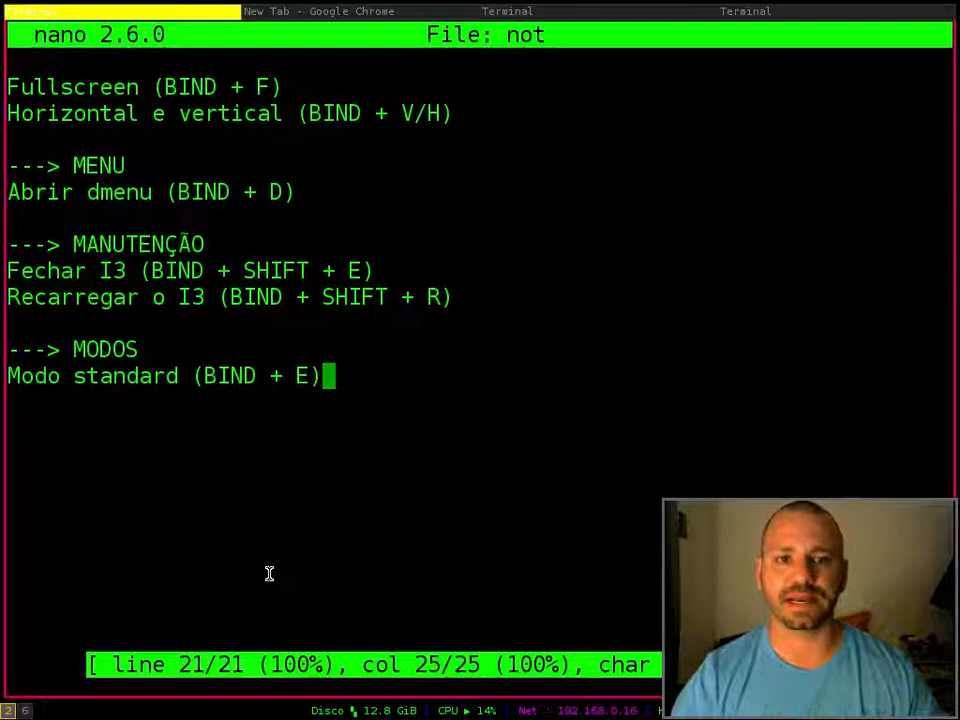 New Tab - Google Chrome Terminal Terminal
nano 2.6.0 File: not
Fullscreen (BIND + F)
Horizontal e vertical (BIND + V/H)
---> MENU
Abrir dmenu (BIND + D)
---> MANUTENÇÃO
Fechar I3 (BIND + SHIFT + E)
Recarregar o I3 (BIND + SHIFT + R)
---> MODOS
Modo standard (BIND + E)
[ line 21/21 (100%), col 25/25 (100%), char
2 6 Disco 12.8 GiB CPU ▶ 14% Net 192.168.0.16